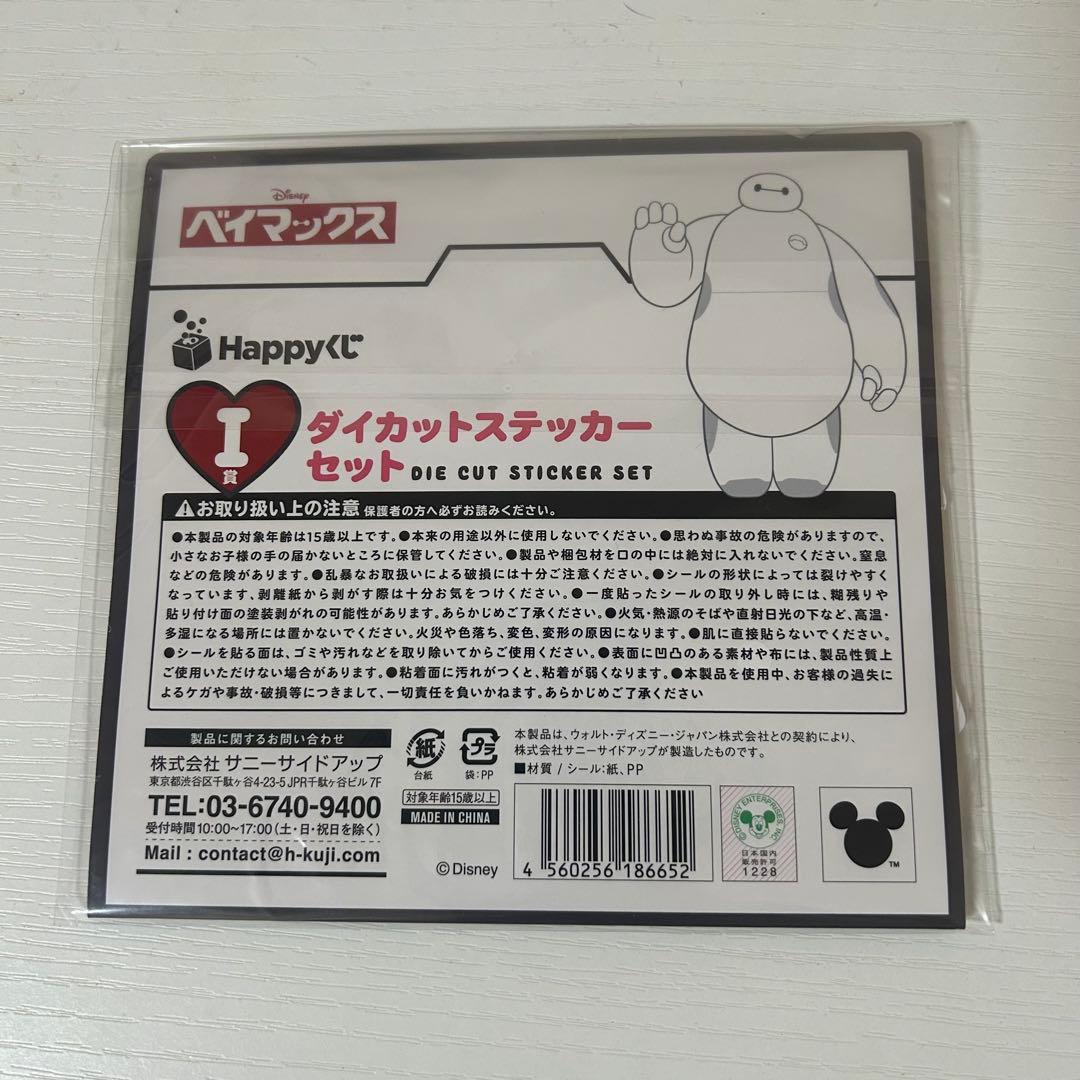 Disney
ベイマックス
Happyくじ
I賞
ダイカットステッカー
セット DIE CUT STICKER SET
⚠お取り扱い上の注意 保護者の方へ必ずお読みください。
●本製品の対象年齢は15歳以上です。●本来の用途以外に使用しないでください。●思わぬ事故の危険がありますので、
小さなお子様の手の届かないところに保管してください。●製品や梱包材を口の中には絶対に入れないでください。窒息
などの危険があります。●乱暴なお取扱いによる破損には十分ご注意ください。●シールの形状によっては裂けやすく
なっています、剥離紙から剥がす際は十分お気をつけください。●一度貼ったシールの取り外し時には、糊残りや
貼り付け面の塗装剥がれの可能性があります。あらかじめご了承ください。●火気・熱源のそばや直射日光の下など、高温・
多湿になる場所には置かないでください。火災や色落ち、変色、変形の原因になります。●肌に直接貼らないでください。
●シールを貼る面は、ゴミや汚れなどを取り除いてからご使用ください。●表面に凹凸のある素材や布には、製品性質上
ご使用いただけない場合があります。●粘着面に汚れがつくと、粘着が弱くなります。●本製品を使用中、お客様の過失に
よるケガや事故・破損等につきまして、一切責任を負いかねます。あらかじめご了承ください
製品に関するお問い合わせ
株式会社 サニーサイドアップ
東京都渋谷区千駄ヶ谷4-23-5 JPR千駄ヶ谷ビル 7F
TEL:03-6740-9400
受付時間10:00~17:00(土・日・祝日を除く)
Mail : contact@h-kuji.com
紙
台紙
プラ
袋:PP
対象年齢15歳以上
MADE IN CHINA
©Disney
本製品は、ウォルト・ディズニー・ジャパン株式会社との契約により、
株式会社サニーサイドアップが製造したものです。
■材質 / シール:紙、PP
4 560256 186652
©DISNEY ENTERPRISES, INC.
日本国内
販売許可
1228
TM